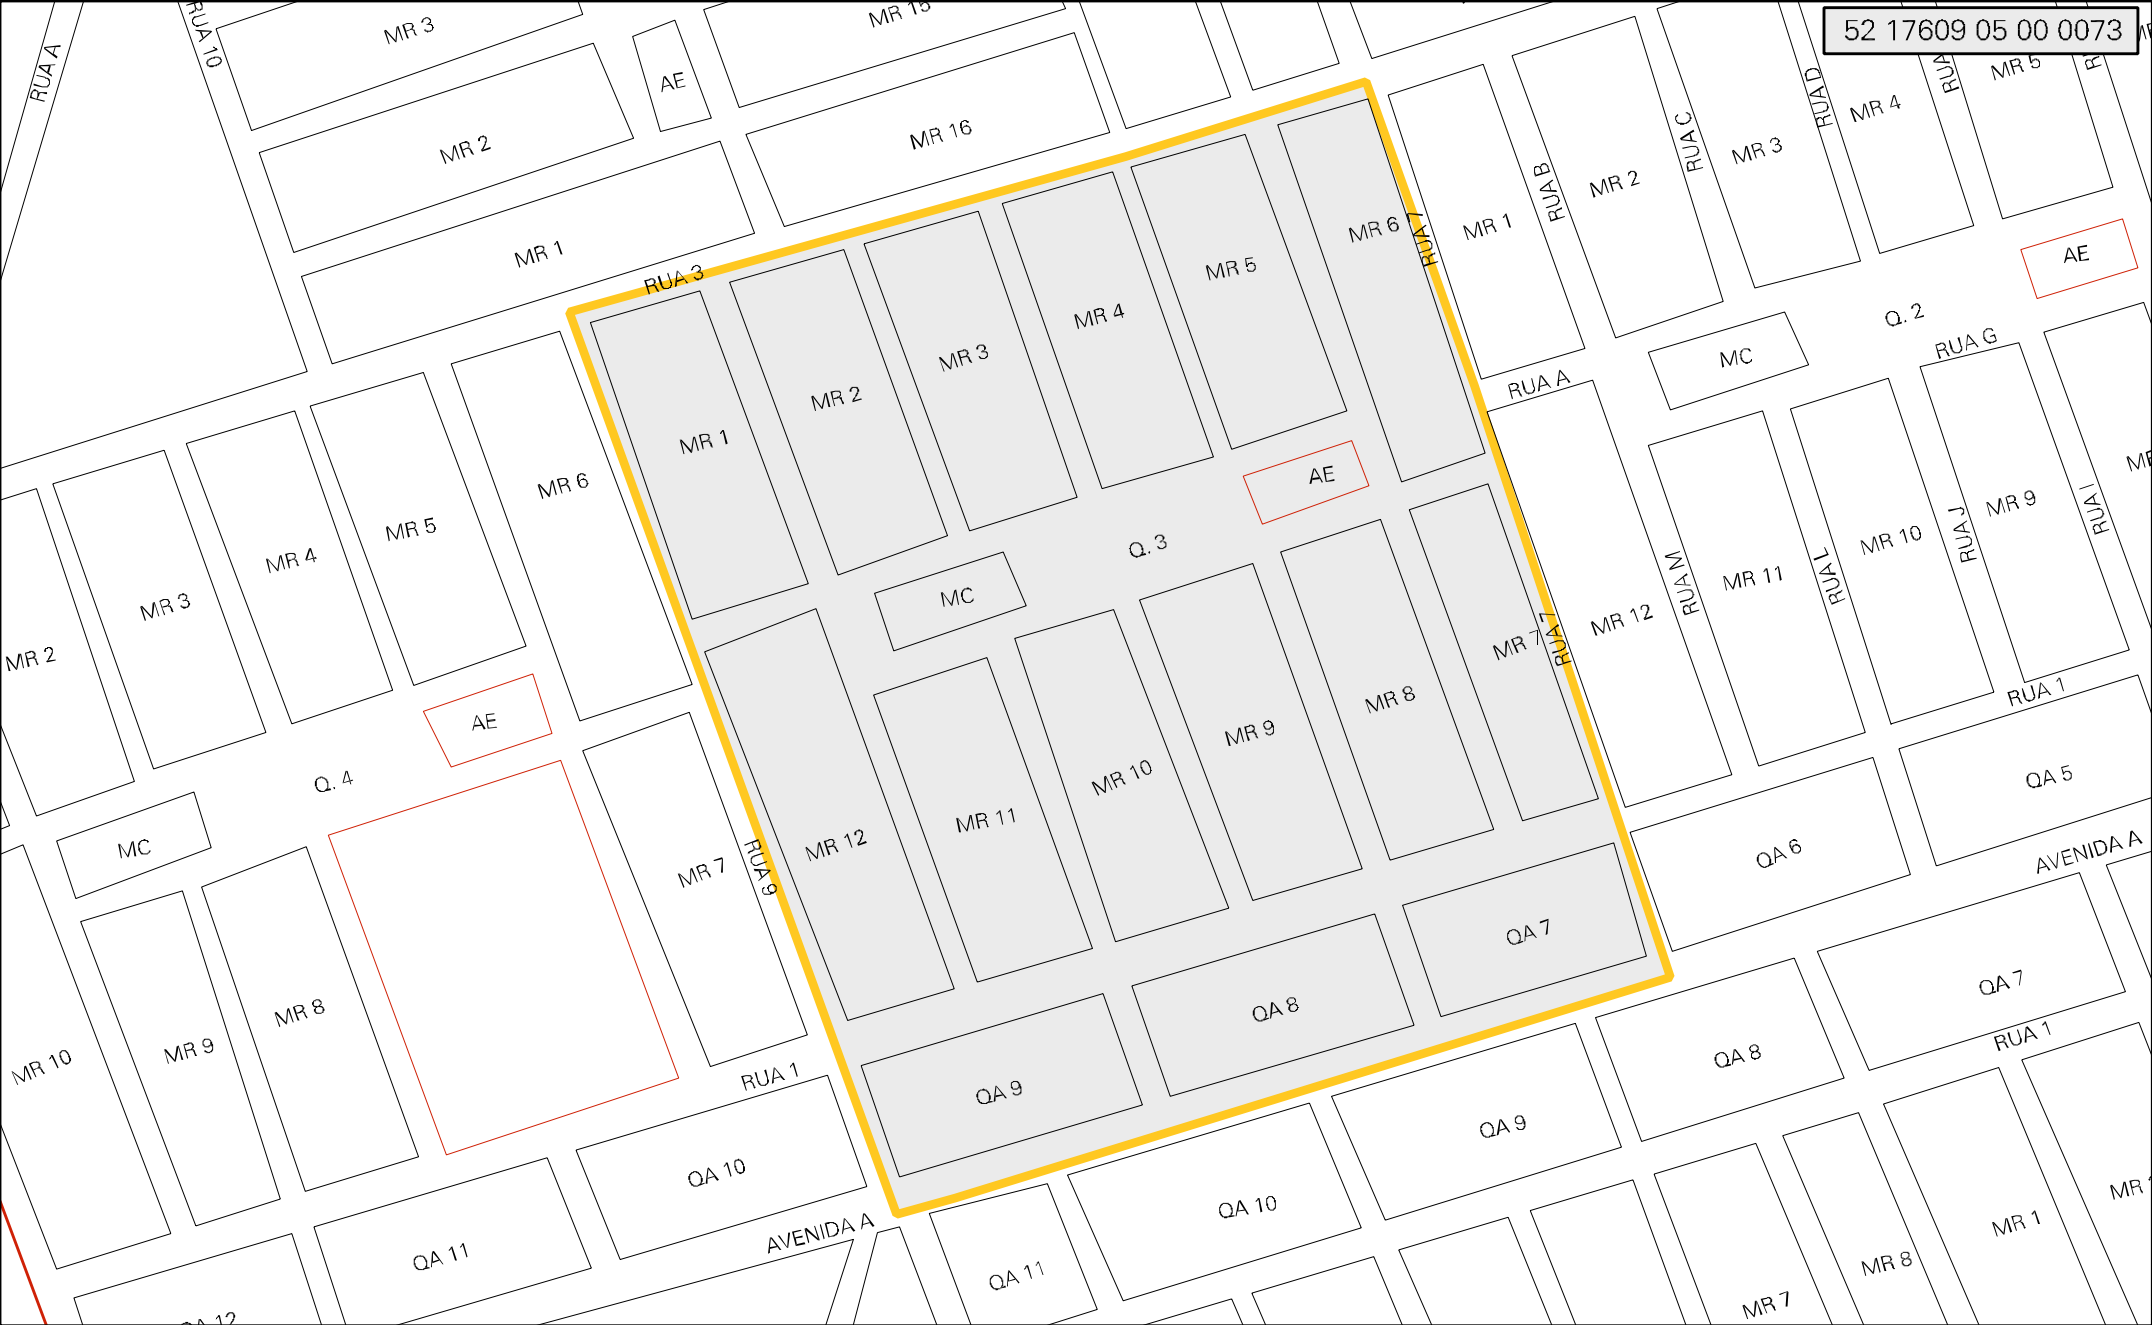 52 17609 05 00 0073
RUA A
RUA 10
MR 3
AE
MR 15
MR 2
MR 16
MR 1
RUA 3
RUA 7
MR 1
RUA B
MR 2
RUA C
MR 3
RUA D
MR 4
MR 5
AE
Q. 2
MC
RUA G
RUA A
MR 1
MR 2
MR 3
MR 4
MR 5
MR 6
AE
Q. 3
MC
MR 12
MR 11
MR 10
MR 9
MR 8
MR 7
RUA 7
QA 9
QA 8
QA 7
MR 2
MR 3
MR 4
MR 5
MR 6
AE
Q. 4
MC
MR 10
MR 9
MR 8
MR 7
RUA 9
RUA 1
QA 10
QA 11
AVENIDA A
MR 12
RUA M
MR 11
RUA L
MR 10
RUA J
MR 9
RUA I
RUA 1
QA 6
QA 5
AVENIDA A
QA 7
RUA 1
QA 8
QA 9
QA 10
QA 11
MR 7
MR 8
MR 1